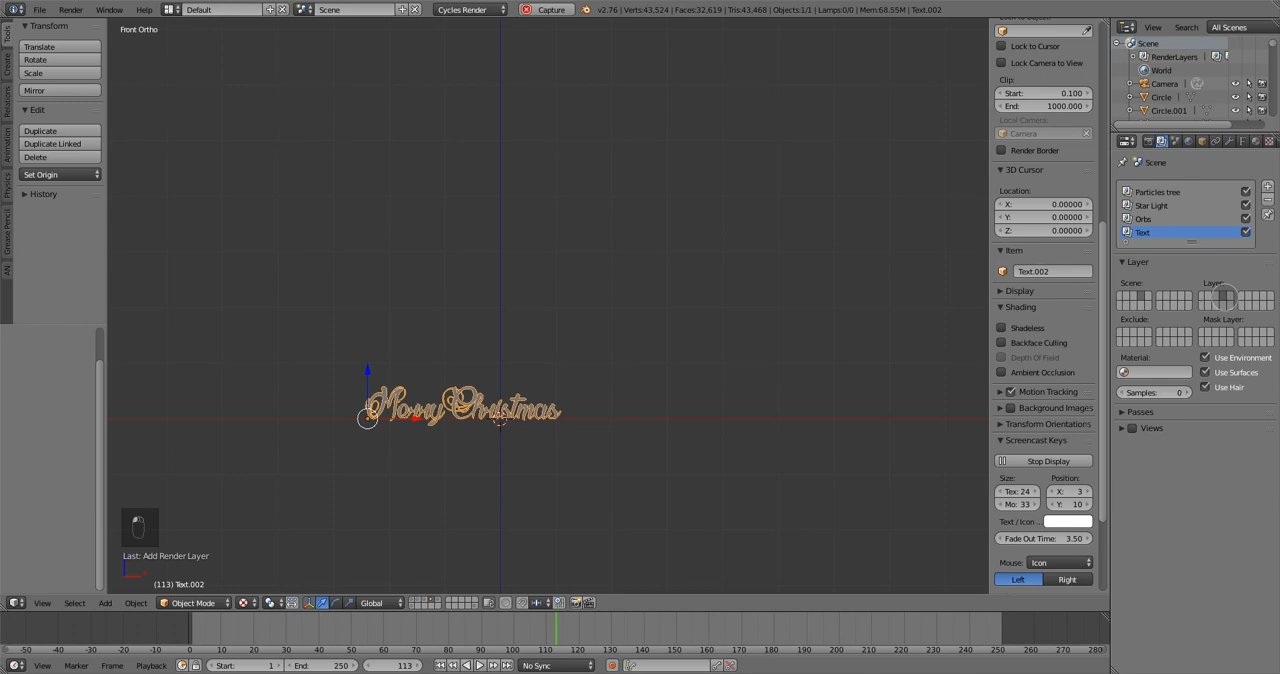 File Render Window Help Default Scene Cycles Render Capture v2.76 | Verts:43,524 | Faces:32,619 | Tris:43,468 | Objects:1/1 | Lamps:0/0 | Mem:68.55M | Text.002
Tools
Create
Relations
Animation
Physics
Grease Pencil
AN
Transform
Translate
Rotate
Scale
Mirror
Edit
Duplicate
Duplicate Linked
Delete
Set Origin
History
Front Ortho
Merry Christmas
Last: Add Render Layer
(113) Text.002
Lock to Cursor
Lock Camera to View
Clip:
Start: 0.100
End: 1000.000
Local Camera:
Camera
Render Border
3D Cursor
Location:
X: 0.00000
Y: 0.00000
Z: 0.00000
Item
Text.002
Display
Shading
Shadeless
Backface Culling
Depth Of Field
Ambient Occlusion
Motion Tracking
Background Images
Transform Orientations
Screencast Keys
Stop Display
Size: Position:
Tex: 24 X: 3
Mo: 33 Y: 10
Text / Icon ...
Fade Out Time: 3.50
Mouse: Icon
Left Right
View Search All Scenes
Scene
RenderLayers
World
Camera
Circle
Circle.001
Scene
Particles tree
Star Light
Orbs
Text
Layer
Scene: Layer:
Exclude: Mask Layer:
Material: Use Environment
Use Surfaces
Samples: 0 Use Hair
Passes
Views
View Select Add Object Object Mode Global
-50 -40 -30 -20 -10 0 10 20 30 40 50 60 70 80 90 100 110 120 130 140 150 160 170 180 190 200 210 220 230 240 250 260 270 280
View Marker Frame Playback Start: 1 End: 250 113 No Sync